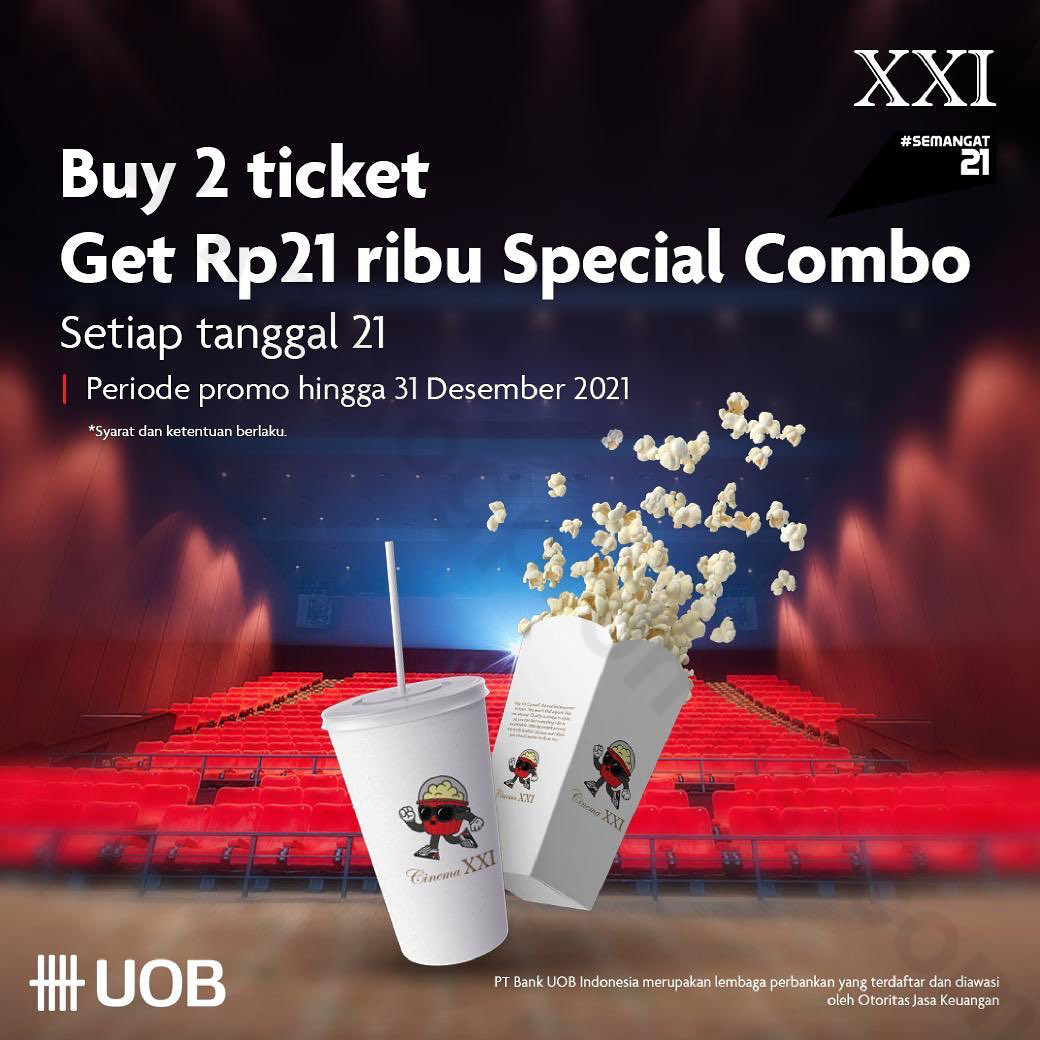 XXI
#SEMANGAT
21
Buy 2 ticket
Get Rp21 ribu Special Combo
Setiap tanggal 21
Periode promo hingga 31 Desember 2021
*Syarat dan ketentuan berlaku.
Cinema XXI
Cinema XXI
Cinema XXI
UOB
PT Bank UOB Indonesia merupakan lembaga perbankan yang terdaftar dan diawasi
oleh Otoritas Jasa Keuangan